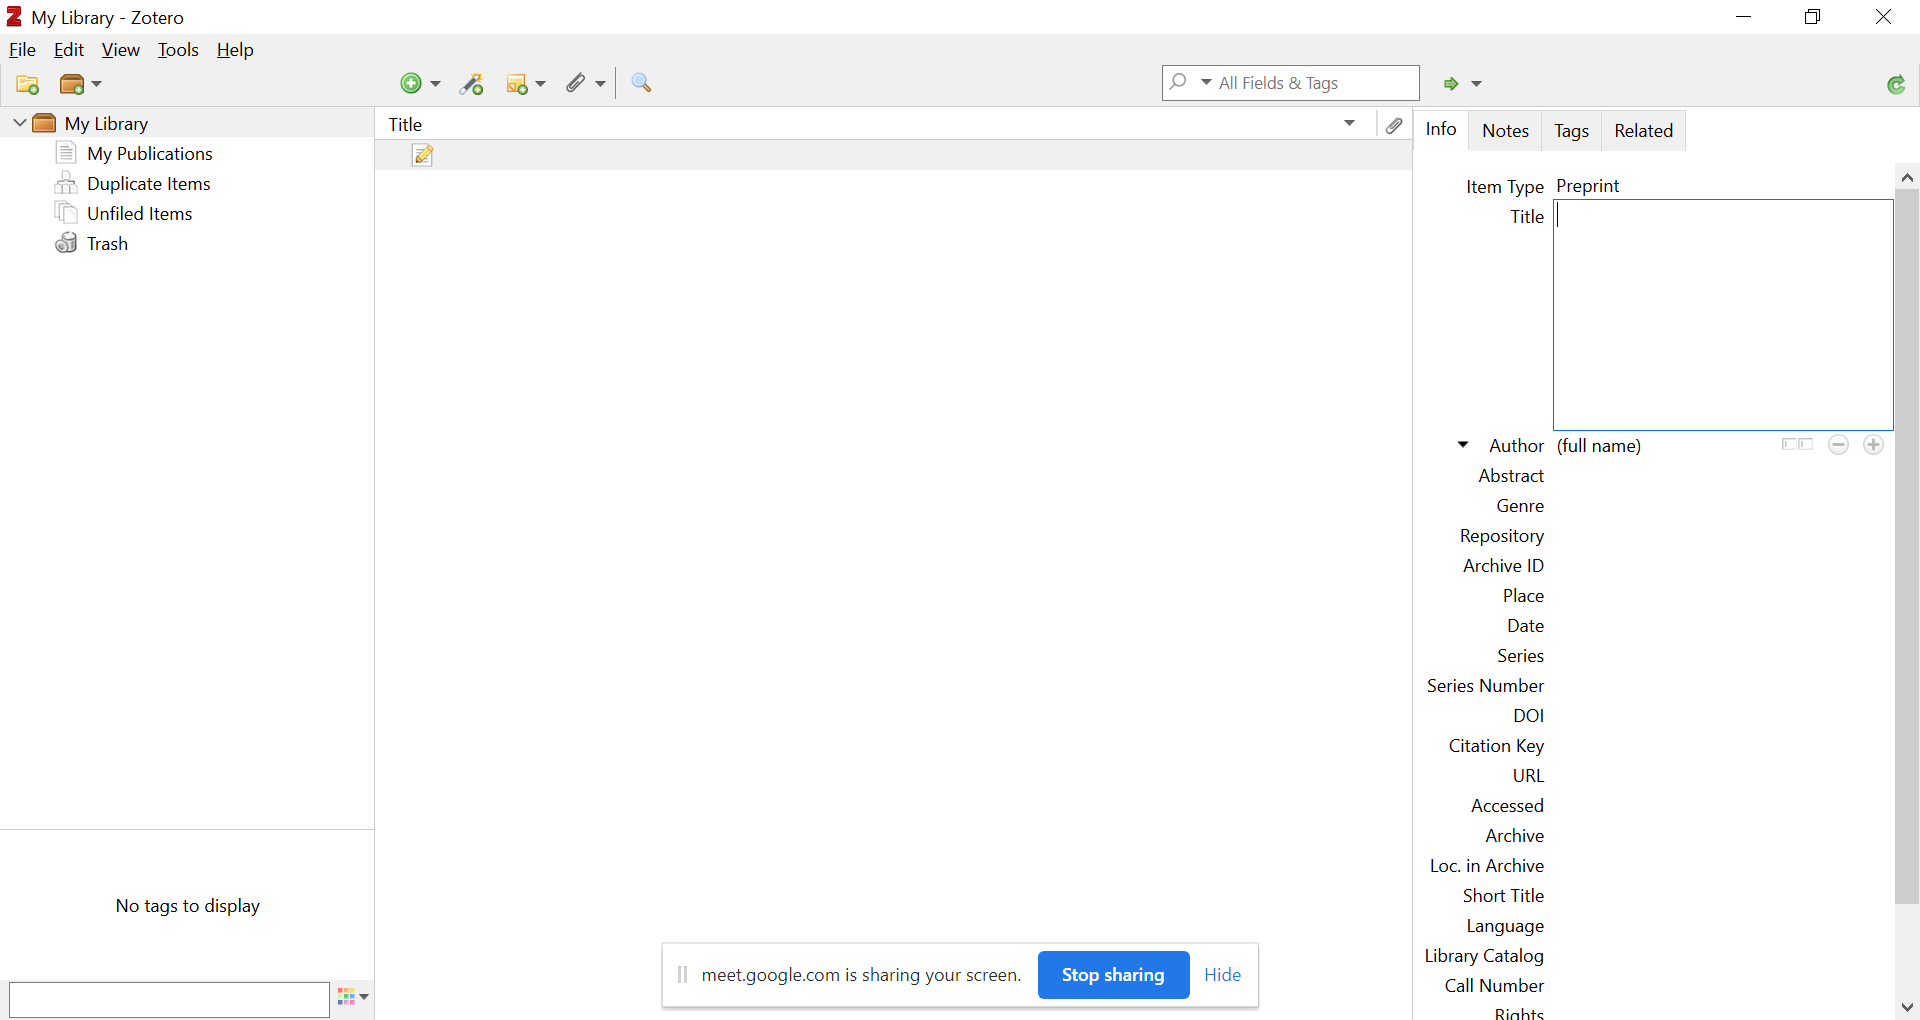 My Library - Zotero
File Edit View Tools Help
All Fields & Tags
My Library
My Publications
Duplicate Items
Unfiled Items
Trash
No tags to display
Title
Info Notes Tags Related
Item Type Preprint
Title
Author (full name)
Abstract
Genre
Repository
Archive ID
Place
Date
Series
Series Number
DOI
Citation Key
URL
Accessed
Archive
Loc. in Archive
Short Title
Language
Library Catalog
Call Number
Rights
meet.google.com is sharing your screen. Stop sharing Hide